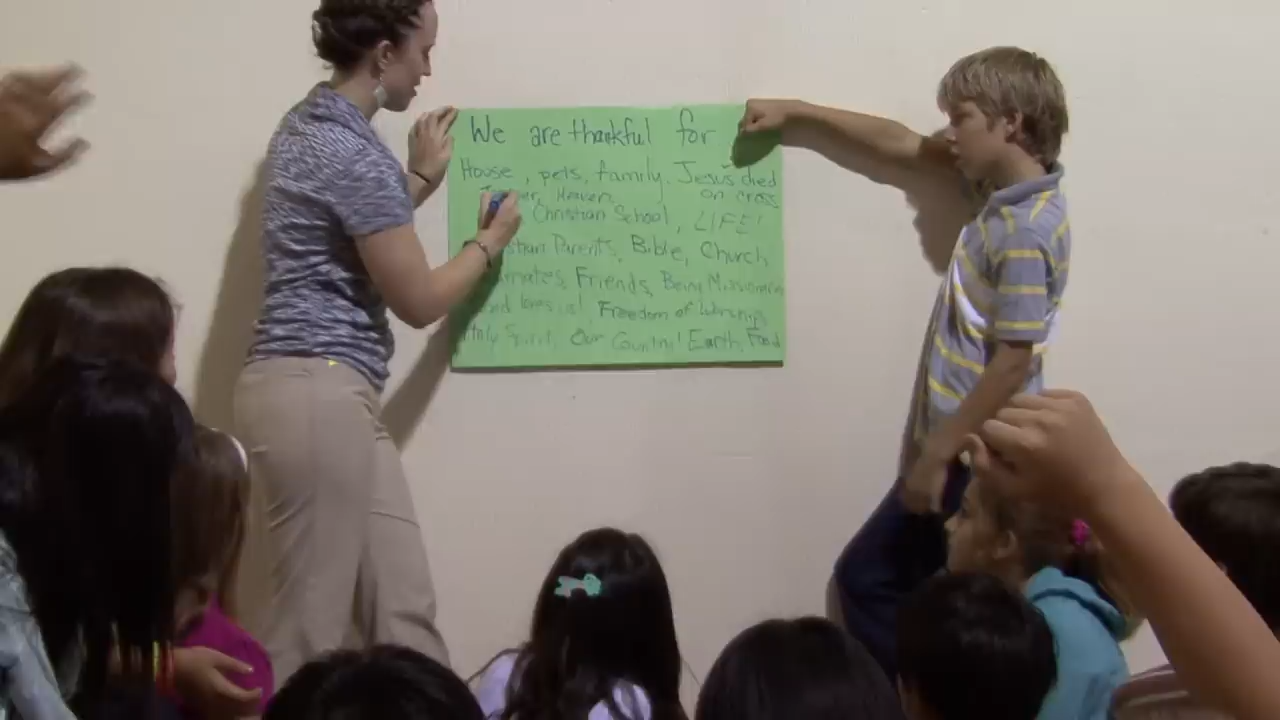 We are thankful for
House, pets, family, Jesus died
Heaven, on cross
Christian School, LIFE!
Parents, Bible, Church,
Friends, Being Missionaries
loves us! Freedom of Worship
Holy Spirit, Our Country! Earth, Food